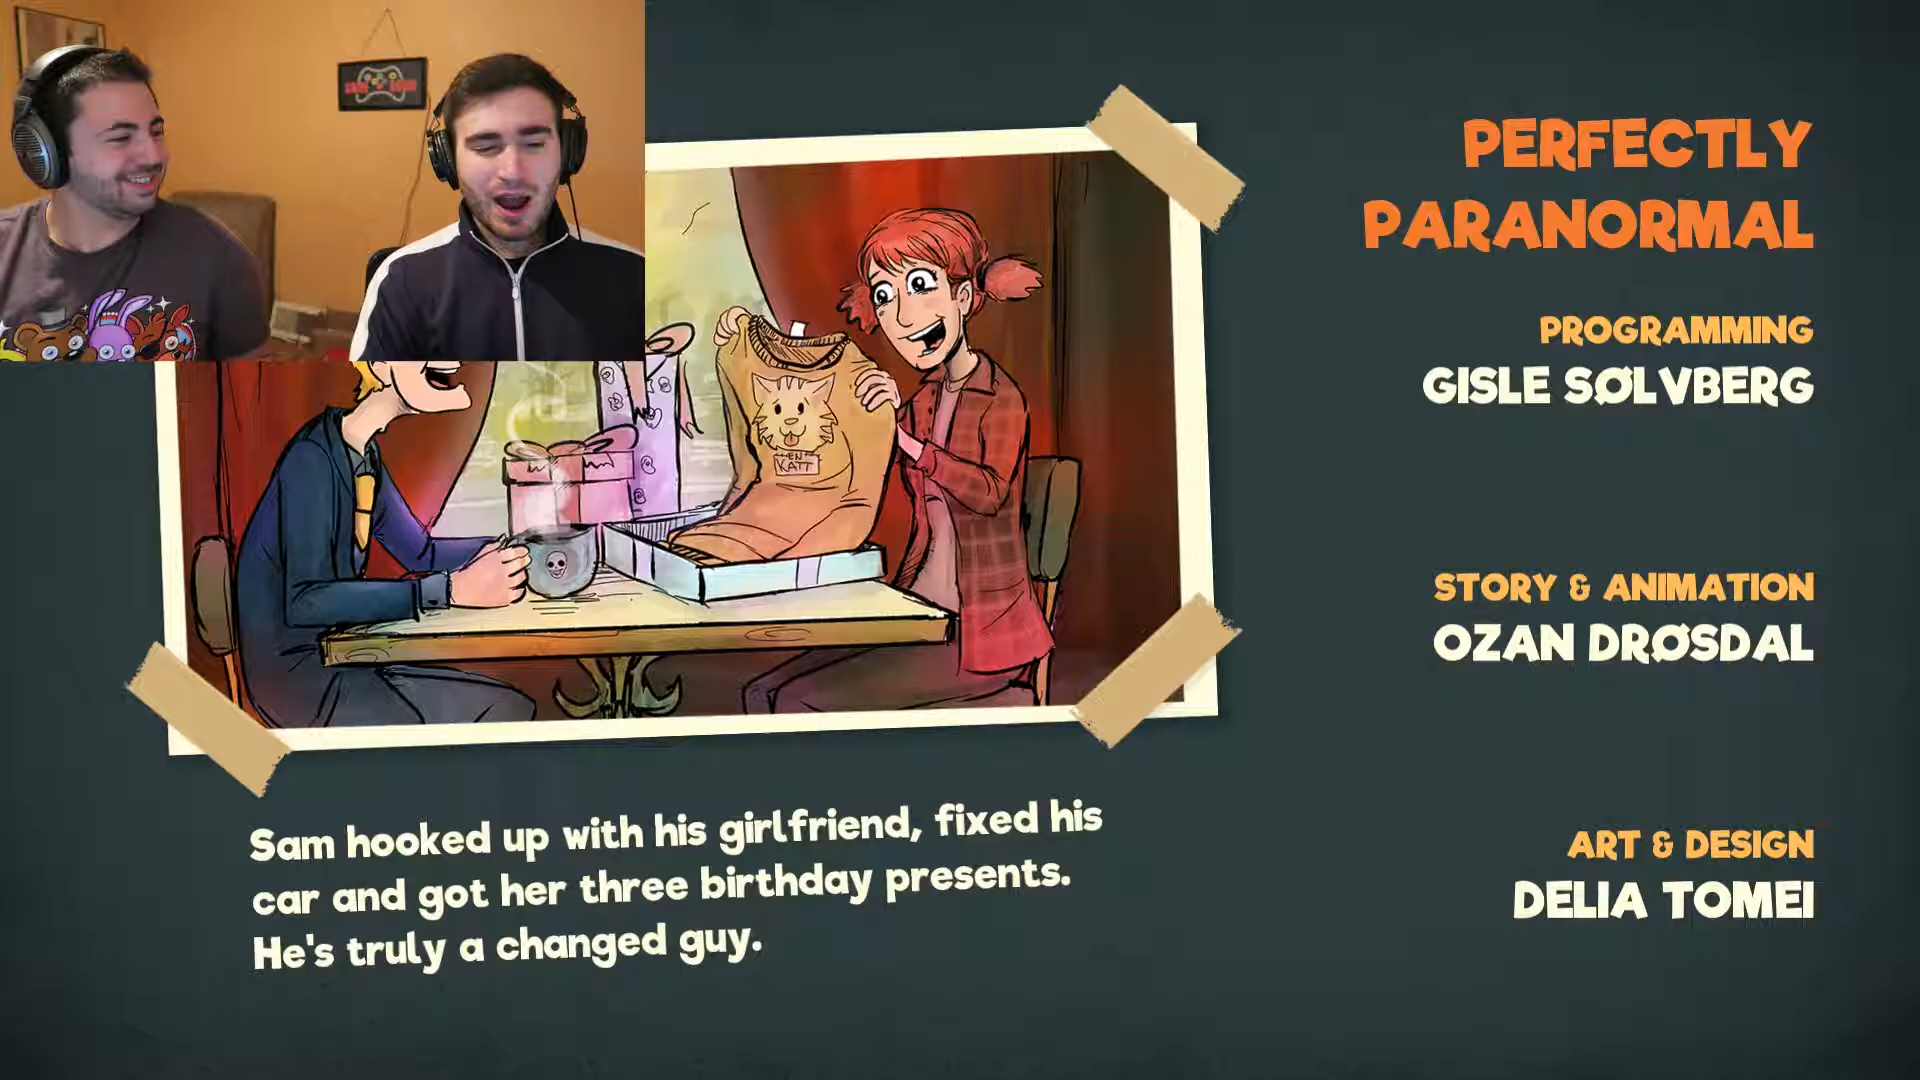 PERFECTLY
PARANORMAL
PROGRAMMING
GISLE SØLVBERG
EN
KATT
STORY & ANIMATION
OZAN DRØSDAL
Sam hooked up with his girlfriend, fixed his
car and got her three birthday presents.
He's truly a changed guy.
ART & DESIGN
DELIA TOMEI